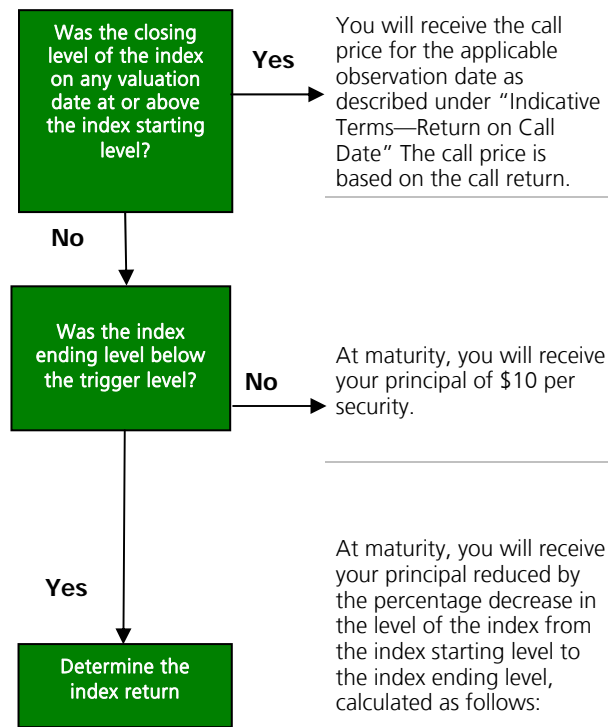 Was the closing
level of the index
on any valuation
date at or above
the index starting
level?
Yes
You will receive the call
price for the applicable
observation date as
described under “Indicative
Terms—Return on Call
Date” The call price is
based on the call return.
No
Was the index
ending level below
the trigger level?
No
At maturity, you will receive
your principal of $10 per
security.
Yes
Determine the
index return
At maturity, you will receive
your principal reduced by
the percentage decrease in
the level of the index from
the index starting level to
the index ending level,
calculated as follows: